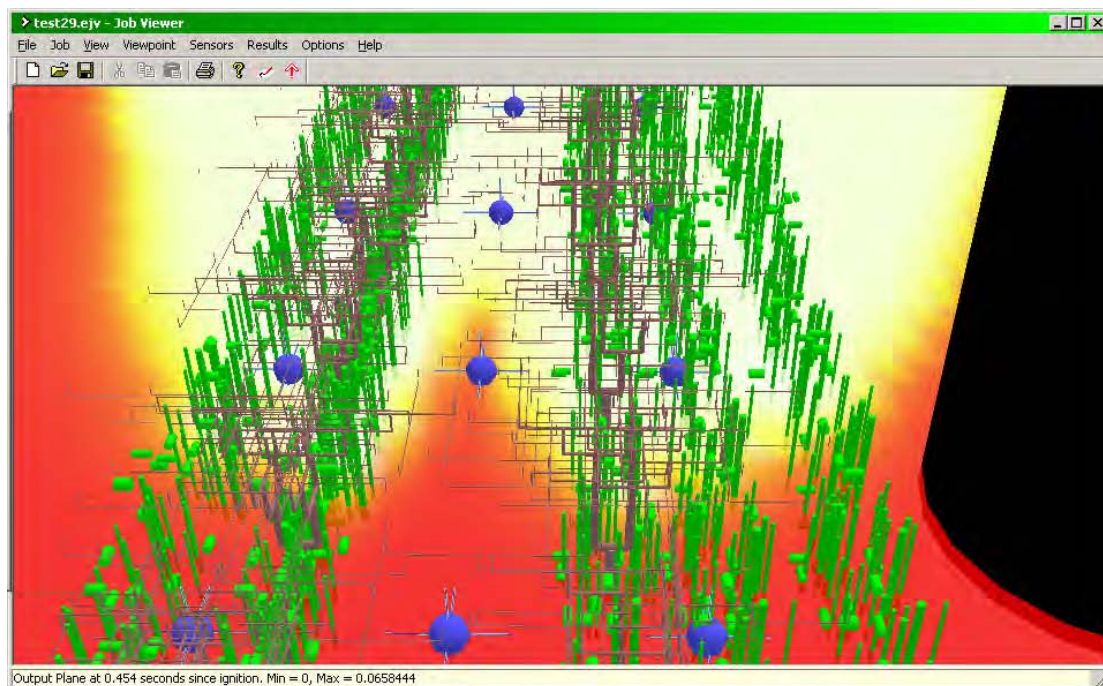 test29.ejv - Job Viewer
File Job View Viewpoint Sensors Results Options Help
Output Plane at 0.454 seconds since ignition. Min = 0, Max = 0.0658444